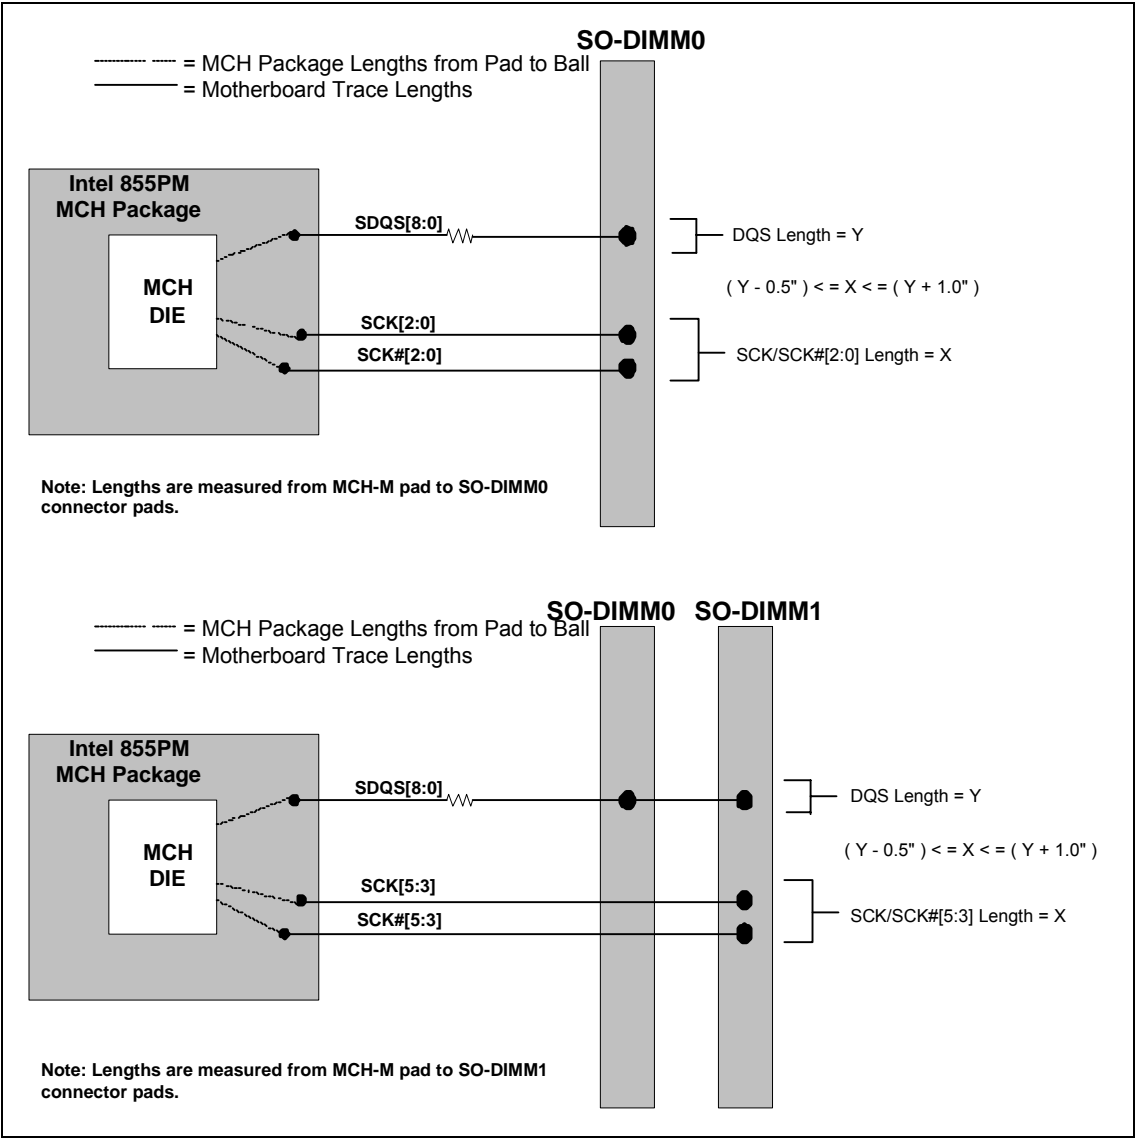 SO-DIMM0
= MCH Package Lengths from Pad to Ball
= Motherboard Trace Lengths
Intel 855PM
MCH Package
SDQS[8:0]
DQS Length = Y
MCH
DIE
( Y - 0.5" ) < = X < = ( Y + 1.0" )
SCK[2:0]
SCK#[2:0]
SCK/SCK#[2:0] Length = X
Note: Lengths are measured from MCH-M pad to SO-DIMM0
connector pads.
SO-DIMM0 SO-DIMM1
= MCH Package Lengths from Pad to Ball
= Motherboard Trace Lengths
Intel 855PM
MCH Package
SDQS[8:0]
DQS Length = Y
MCH
DIE
( Y - 0.5" ) < = X < = ( Y + 1.0" )
SCK[5:3]
SCK#[5:3]
SCK/SCK#[5:3] Length = X
Note: Lengths are measured from MCH-M pad to SO-DIMM1
connector pads.